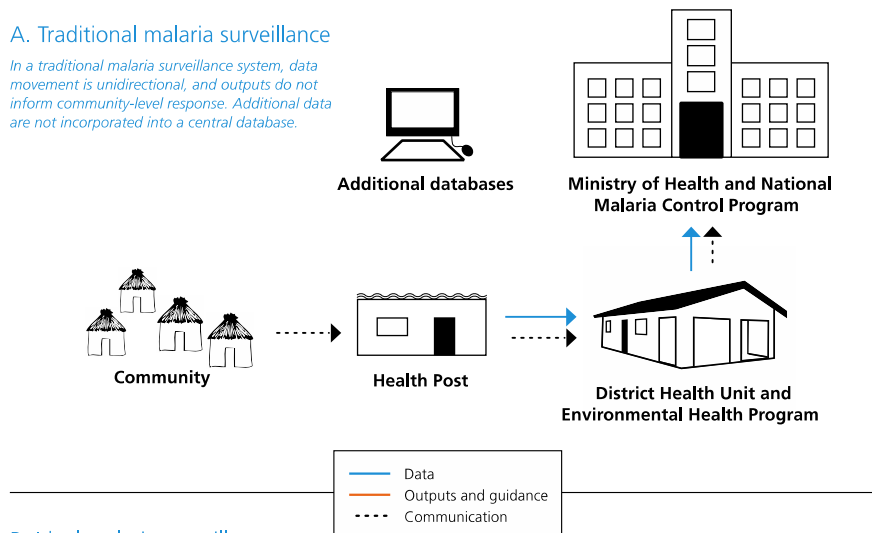 A. Traditional malaria surveillance
In a traditional malaria surveillance system, data
movement is unidirectional, and outputs do not
inform community-level response. Additional data
are not incorporated into a central database.
Additional databases
Ministry of Health and National
Malaria Control Program
Community
Health Post
District Health Unit and
Environmental Health Program
Data
Outputs and guidance
Communication